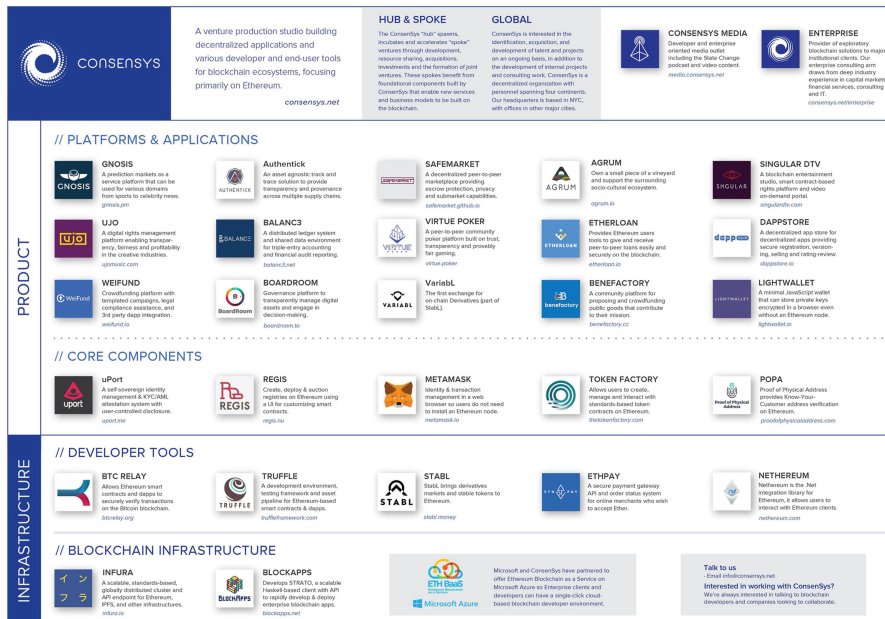 CONSENSYS
A venture production studio building
decentralized applications and
various developer and end-user tools
for blockchain ecosystems, focusing
primarily on Ethereum.
consensys.net
HUB & SPOKE
The ConsenSys "hub" spawns,
incubates and accelerates "spoke"
ventures through development,
resource sharing, acquisitions,
investments and the formation of joint
ventures. These spokes benefit from
foundational components built by
ConsenSys that enable new services
and business models to be built on
the blockchain.
GLOBAL
ConsenSys is interested in the
identification, acquisition, and
development of talent and projects
on an ongoing basis, in addition to
the development of internal projects
and consulting work. ConsenSys is a
decentralized organization with
personnel spanning four continents.
Our headquarters is based in NYC,
with offices in other major cities.
CONSENSYS MEDIA
Developer and enterprise
oriented media outlet
including the State Change
podcast and video content.
media.consensys.net
ENTERPRISE
Provider of exploratory
blockchain solutions to major
institutional clients. Our
enterprise consulting arm
draws from deep industry
experience in capital markets,
financial services, consulting
and IT.
consensys.net/enterprise
PRODUCT
// PLATFORMS & APPLICATIONS
GNOSIS
GNOSIS
A prediction markets as a
service platform that can be
used for various domains
from sports to celebrity news.
gnosis.pm
AUTHENTICK
Authentick
An asset agnostic track and
trace solution to provide
transparency and provenance
across multiple supply chains.
SAFEMARKET
SAFEMARKET
A decentralized peer-to-peer
marketplace providing
escrow protection, privacy
and submarket capabilities.
safemarket.github.io
AGRUM
AGRUM
Own a small piece of a vineyard
and support the surrounding
socio-cultural ecosystem.
agrum.io
SNGULAR
SINGULAR DTV
A blockchain entertainment
studio, smart contract-based
rights platform and video
on-demand portal.
singulardtv.com
ujo
UJO
A digital rights management
platform enabling transpar-
ency, fairness and profitability
in the creative industries.
ujomusic.com
BALANCE
BALANC3
A distributed ledger system
and shared data environment
for triple-entry accounting
and financial audit reporting.
balanc3.net
VIRTUE
POKER
VIRTUE POKER
A peer-to-peer community
poker platform built on trust,
transparency and provably
fair gaming.
virtue.poker
ETHERLOAN
ETHERLOAN
Provides Ethereum users
tools to give and receive
peer-to-peer loans easily and
securely on the blockchain.
etherloan.io
dapp store
DAPPSTORE
A decentralized app store for
decentralized apps providing
secure registration, version-
ing, selling and rating-review.
dappstore.io
WeiFund
WEIFUND
Crowdfunding platform with
templated campaigns, legal
compliance assistance, and
3rd party dapp integration.
weifund.io
B
BoardRoom
BOARDROOM
Governance platform to
transparently manage digital
assets and engage in
decision-making.
boardroom.to
VARIABL
VariabL
The first exchange for
on-chain Derivatives (part of
StabL).
benefactory
BENEFACTORY
A community platform for
proposing and crowdfunding
public goods that contribute
to their mission.
benefactory.cc
LIGHTWALLET
LIGHTWALLET
A minimal JavaScript wallet
that can store private keys
encrypted in a browser even
without an Ethereum node.
lightwallet.io
// CORE COMPONENTS
uport
uPort
A self-sovereign identity
management & KYC/AML
attestation system with
user-controlled disclosure.
uport.me
REGIS
REGIS
Create, deploy & auction
registries on Ethereum using
a UI for customizing smart
contracts.
regis.nu
METAMASK
Identity & transaction
management in a web
browser so users do not need
to install an Ethereum node.
metamask.io
TOKEN FACTORY
Allows users to create,
manage and interact with
standards-based token
contracts on Ethereum.
thetokenfactory.com
Proof of Physical
Address
POPA
Proof of Physical Address
provides Know-Your-
Customer address verification
on Ethereum.
proofofphysicaladdress.com
INFRASTRUCTURE
// DEVELOPER TOOLS
BTC RELAY
Allows Ethereum smart
contracts and dapps to
securely verify transactions
on the Bitcoin blockchain.
btcrelay.org
TRUFFLE
TRUFFLE
A development environment,
testing framework and asset
pipeline for Ethereum-based
smart contracts & dapps.
truffleframework.com
STABL
STABL
StabL brings derivatives
markets and stable tokens to
Ethereum.
stabl.money
ETHPAY
A secure payment gateway
API and order status system
for online merchants who wish
to accept Ether.
NETHEREUM
Nethereum is the .Net
integration library for
Ethereum, it allows users to
interact with Ethereum clients.
nethereum.com
// BLOCKCHAIN INFRASTRUCTURE
イン
フラ
INFURA
A scalable, standards-based,
globally distributed cluster and
API endpoint for Ethereum,
IPFS, and other infrastructures.
infura.io
BLOCKAPPS
BLOCKAPPS
Develops STRATO, a scalable
Haskell-based client with API
to rapidly develop & deploy
enterprise blockchain apps.
blockapps.net
ETH BaaS
Microsoft Azure
Microsoft and ConsenSys have partnered to
offer Ethereum Blockchain as a Service on
Microsoft Azure so Enterprise clients and
developers can have a single-click cloud-
based blockchain developer environment.
Talk to us
- Email info@consensys.net
Interested in working with ConsenSys?
We're always interested in talking to blockchain
developers and companies looking to collaborate.